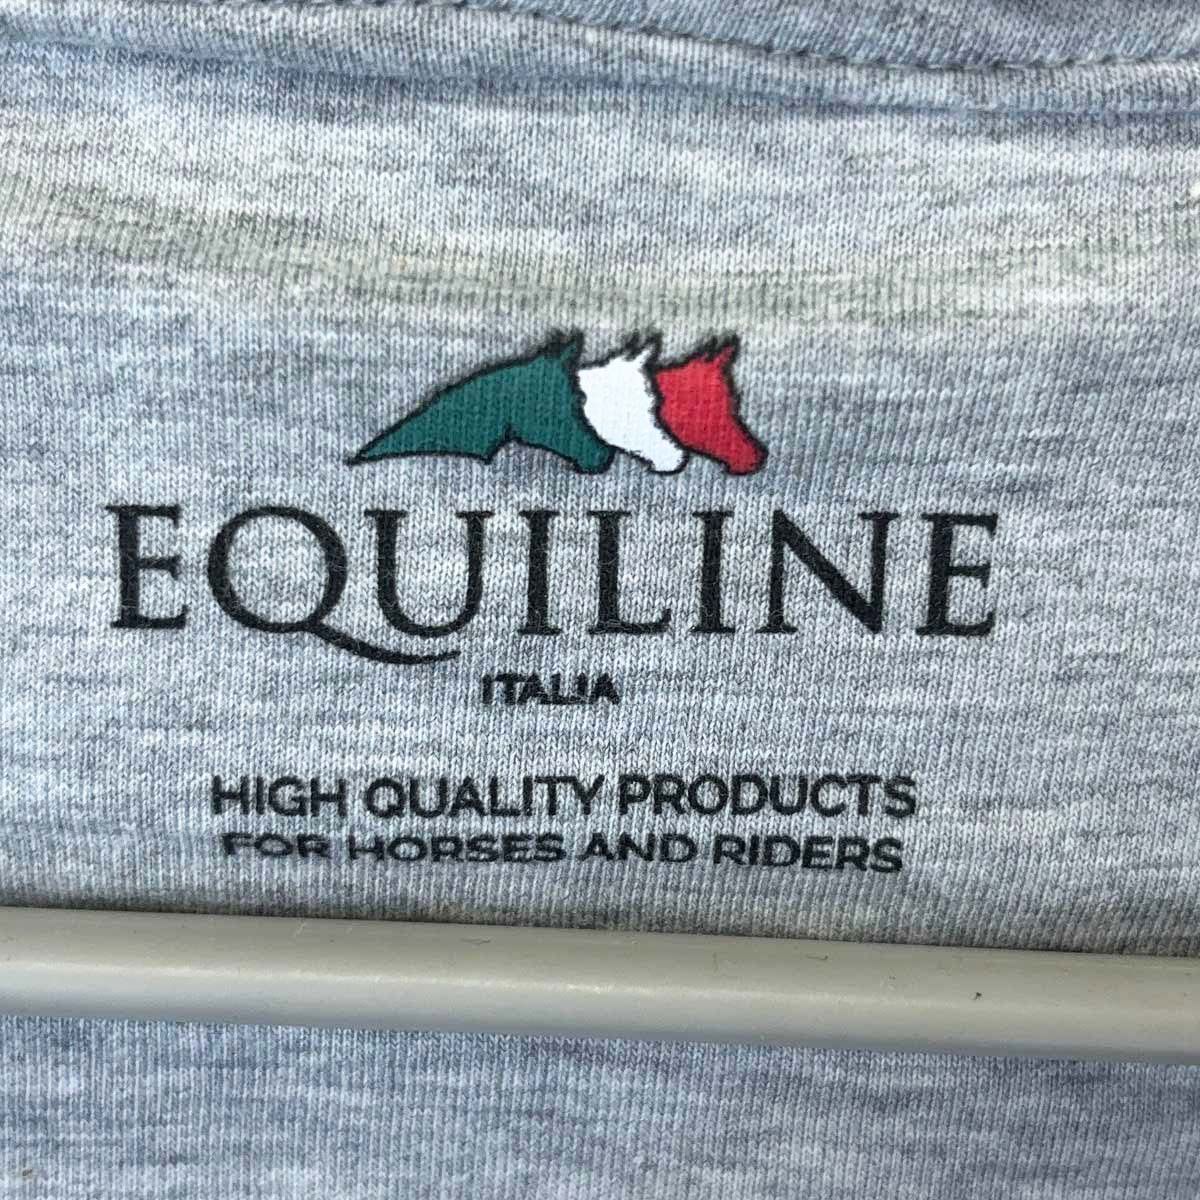 EQUILINE
ITALIA
HIGH QUALITY PRODUCTS
FOR HORSES AND RIDERS